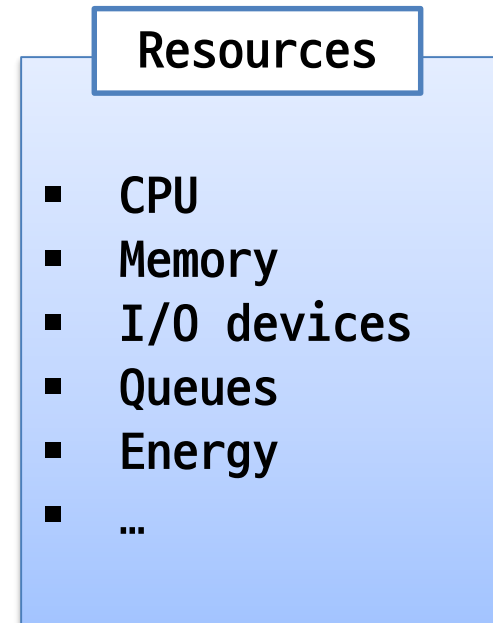 Resources
▪ CPU
▪ Memory
▪ I/O devices
▪ Queues
▪ Energy
▪ …